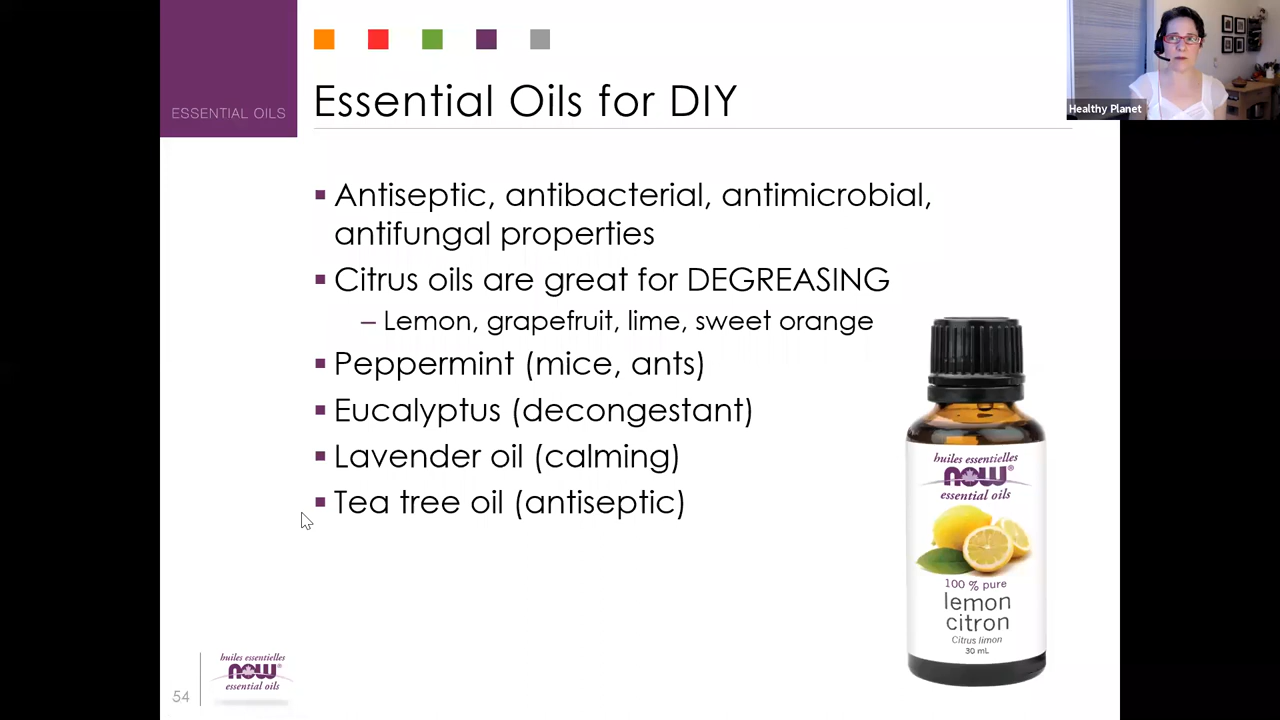 ESSENTIAL OILS
Essential Oils for DIY
Healthy Planet
Antiseptic, antibacterial, antimicrobial,
antifungal properties
Citrus oils are great for DEGREASING
– Lemon, grapefruit, lime, sweet orange
Peppermint (mice, ants)
Eucalyptus (decongestant)
Lavender oil (calming)
Tea tree oil (antiseptic)
huiles essentielles
now®
essential oils
100 % pure
lemon
citron
Citrus limon
30 mL
54
huiles essentielles
now®
essential oils